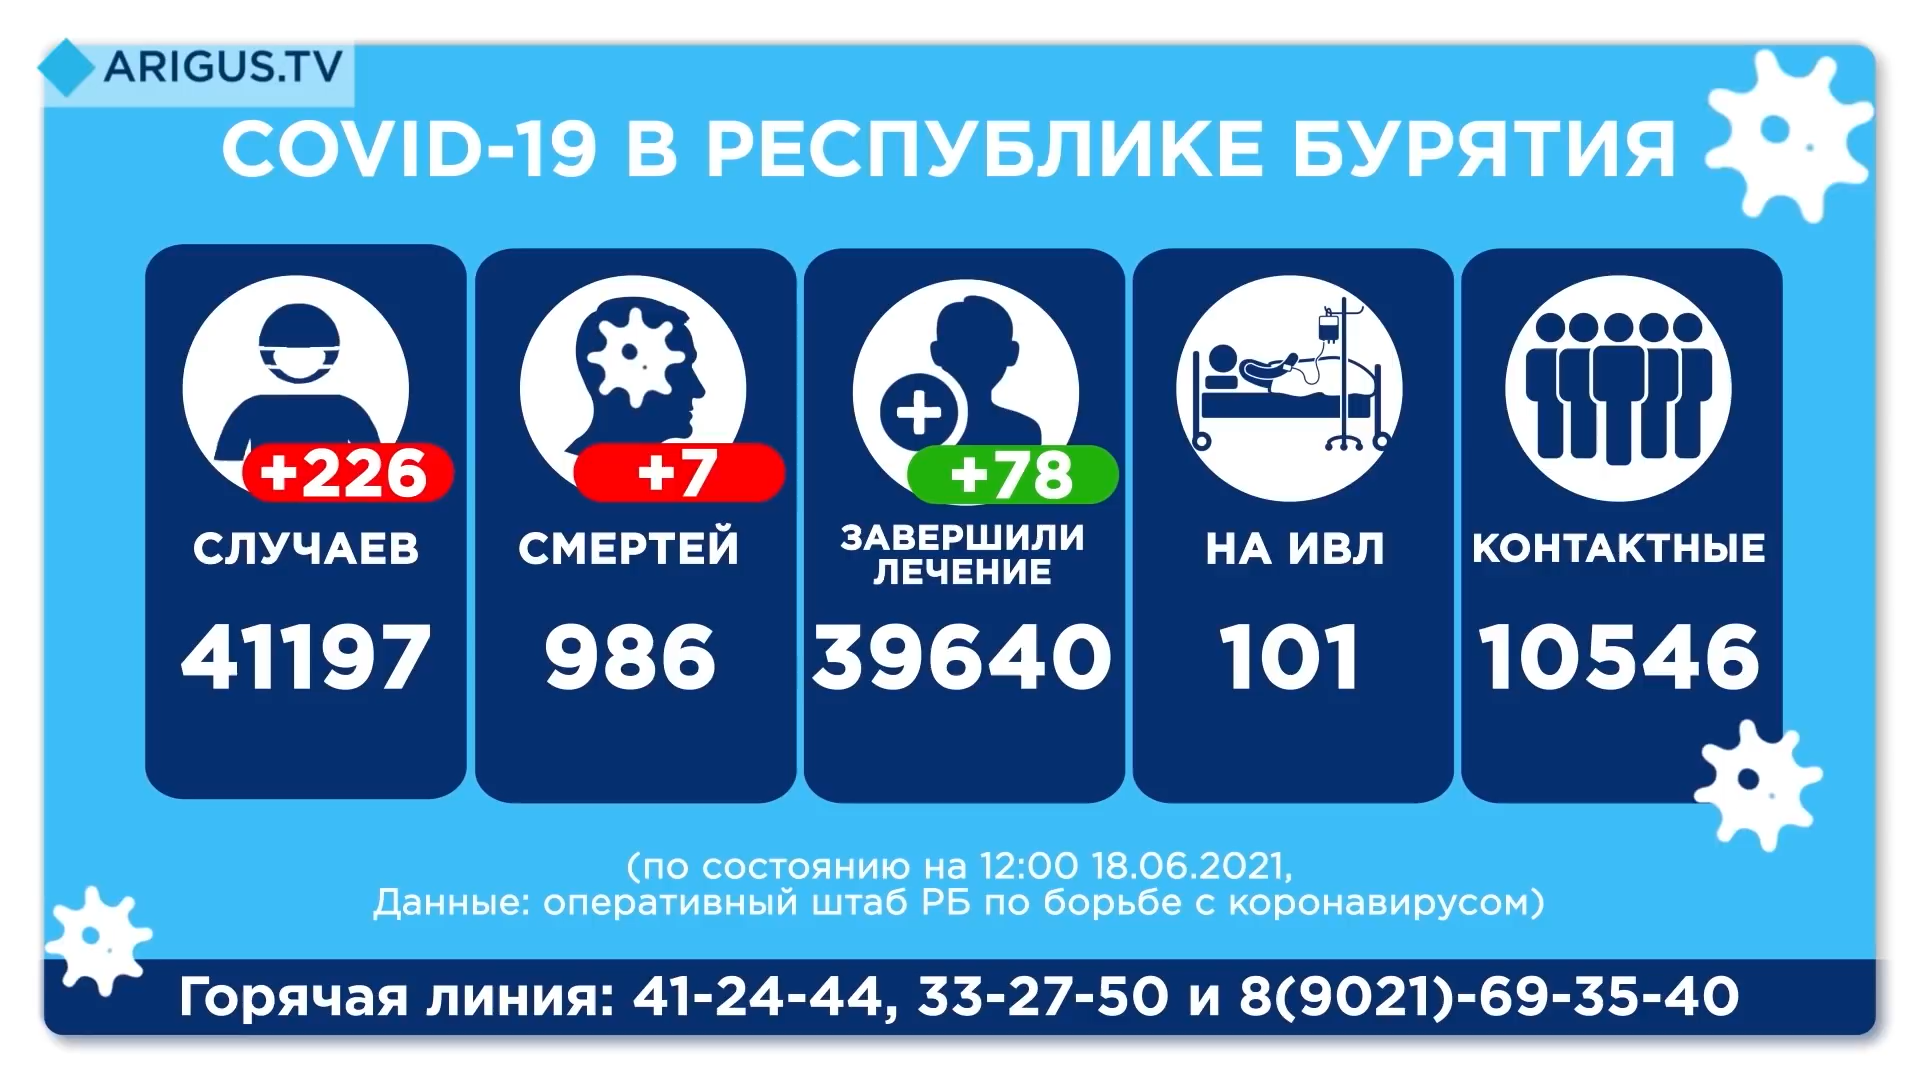 ARIGUS.TV
COVID-19 В РЕСПУБЛИКЕ БУРЯТИЯ
+226
СЛУЧАЕВ
41197
+7
СМЕРТЕЙ
986
+78
ЗАВЕРШИЛИ
ЛЕЧЕНИЕ
39640
НА ИВЛ
101
КОНТАКТНЫЕ
10546
(по состоянию на 12:00 18.06.2021,
Данные: оперативный штаб РБ по борьбе с коронавирусом)
Горячая линия: 41-24-44, 33-27-50 и 8(9021)-69-35-40